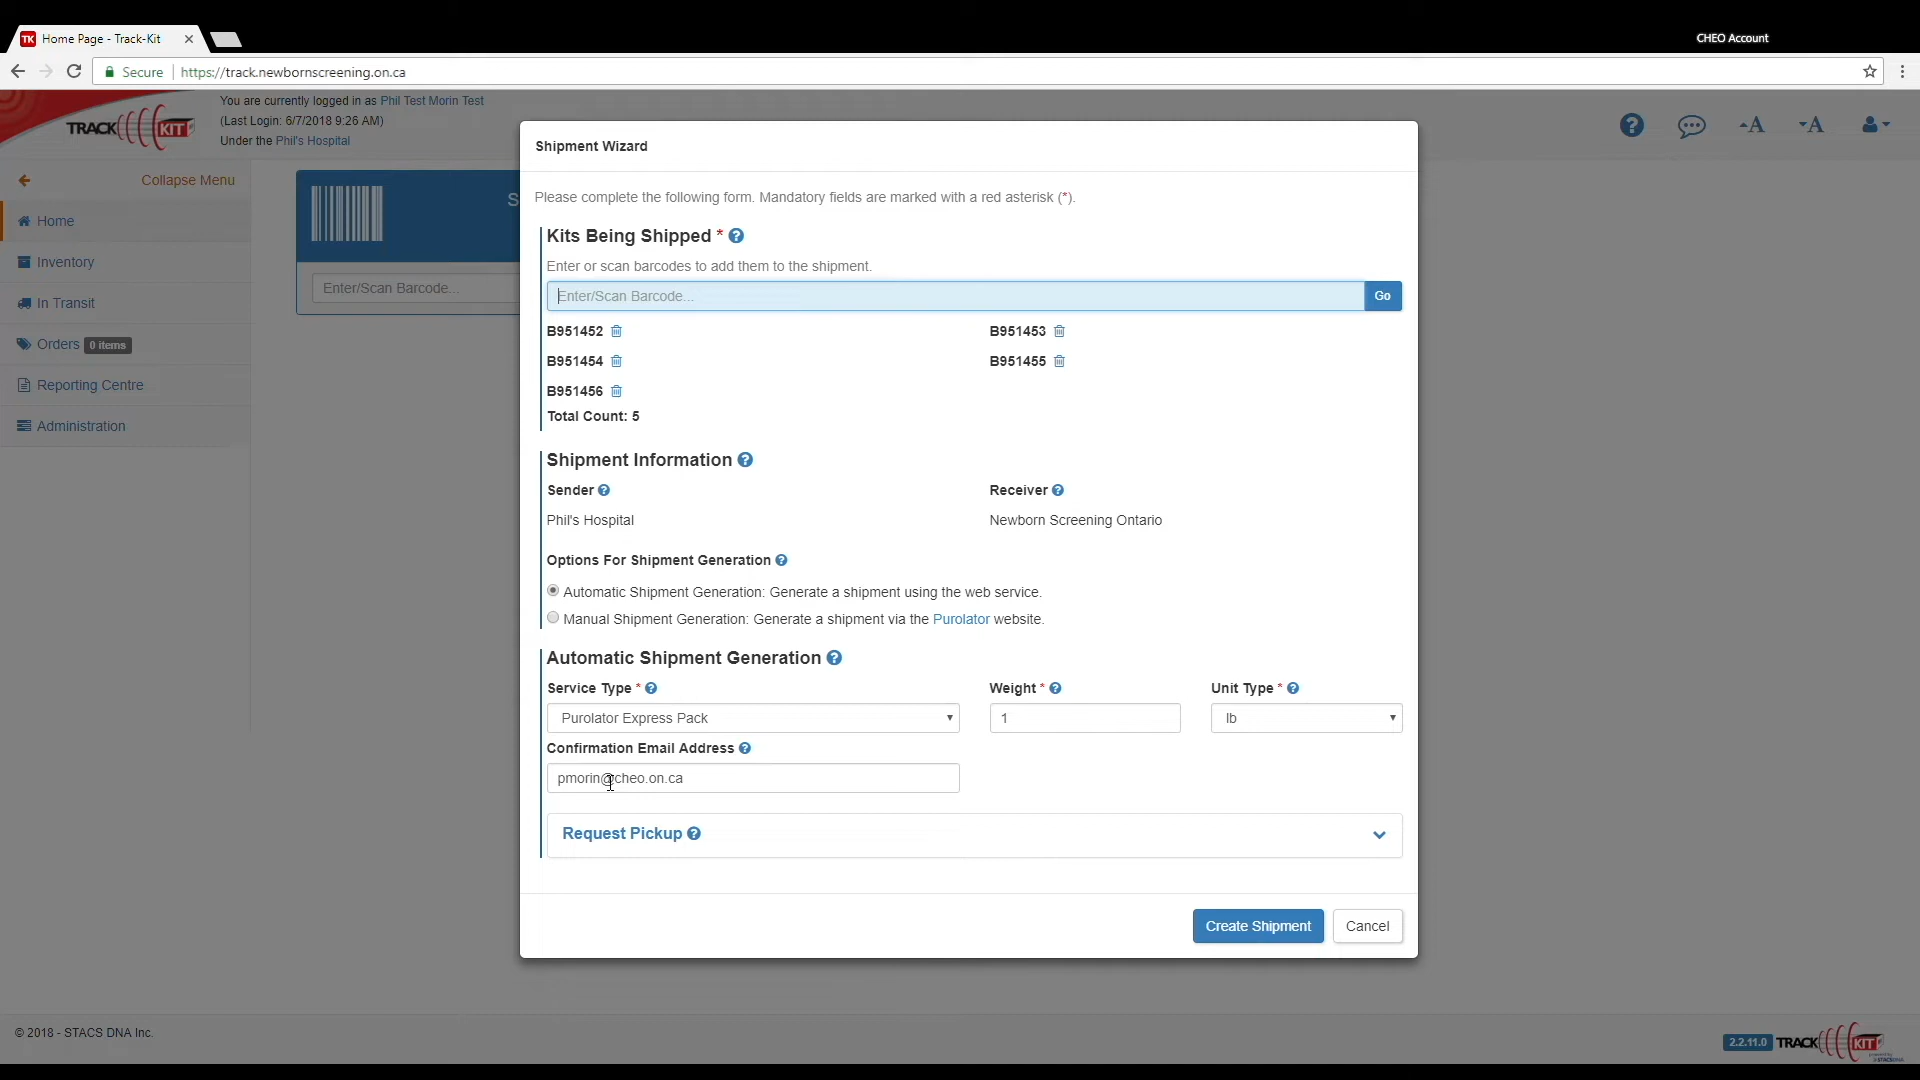 Home Page - Track-Kit
CHEO Account
Secure
https://track.newbornscreening.on.ca
TRACK KIT
You are currently logged in as Phil Test Morin Test
(Last Login: 6/7/2018 9:26 AM)
Under the Phil's Hospital
A
A
Collapse Menu
Home
Inventory
In Transit
Orders 0 items
Reporting Centre
Administration
S
Enter/Scan Barcode...
Shipment Wizard
Please complete the following form. Mandatory fields are marked with a red asterisk (*).
Kits Being Shipped *
Enter or scan barcodes to add them to the shipment.
Enter/Scan Barcode...
Go
B951452
B951453
B951454
B951455
B951456
Total Count: 5
Shipment Information
Sender
Receiver
Phil's Hospital
Newborn Screening Ontario
Options For Shipment Generation
Automatic Shipment Generation: Generate a shipment using the web service.
Manual Shipment Generation: Generate a shipment via the Purolator website.
Automatic Shipment Generation
Service Type *
Weight *
Unit Type *
Purolator Express Pack
1
lb
Confirmation Email Address
pmorin@cheo.on.ca
Request Pickup
Create Shipment
Cancel
© 2018 - STACS DNA Inc.
2.2.11.0
TRACK KIT